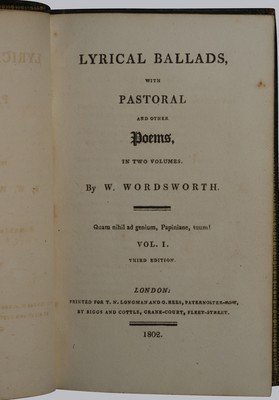 LYRICAL BALLADS,
WITH
PASTORAL
AND OTHER
Poems,
IN TWO VOLUMES.
By W. WORDSWORTH.
Quam nihil ad genium, Papiniane, tuum!
VOL. I.
THIRD EDITION.
LONDON:
PRINTED FOR T. N. LONGMAN AND O. REES, PATERNOSTER-ROW,
BY BIGGS AND COTTLE, CRANE-COURT, FLEET-STREET.
1802.